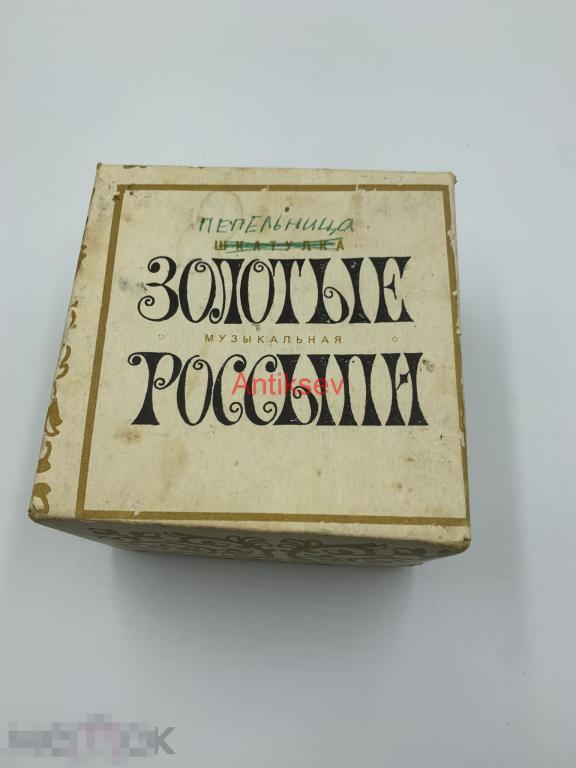 ПЕПЕЛЬНИЦА
ШКАТУЛКА
ЗОЛОТЫЕ
МУЗЫКАЛЬНАЯ
РОССЫПИ
Antiksev